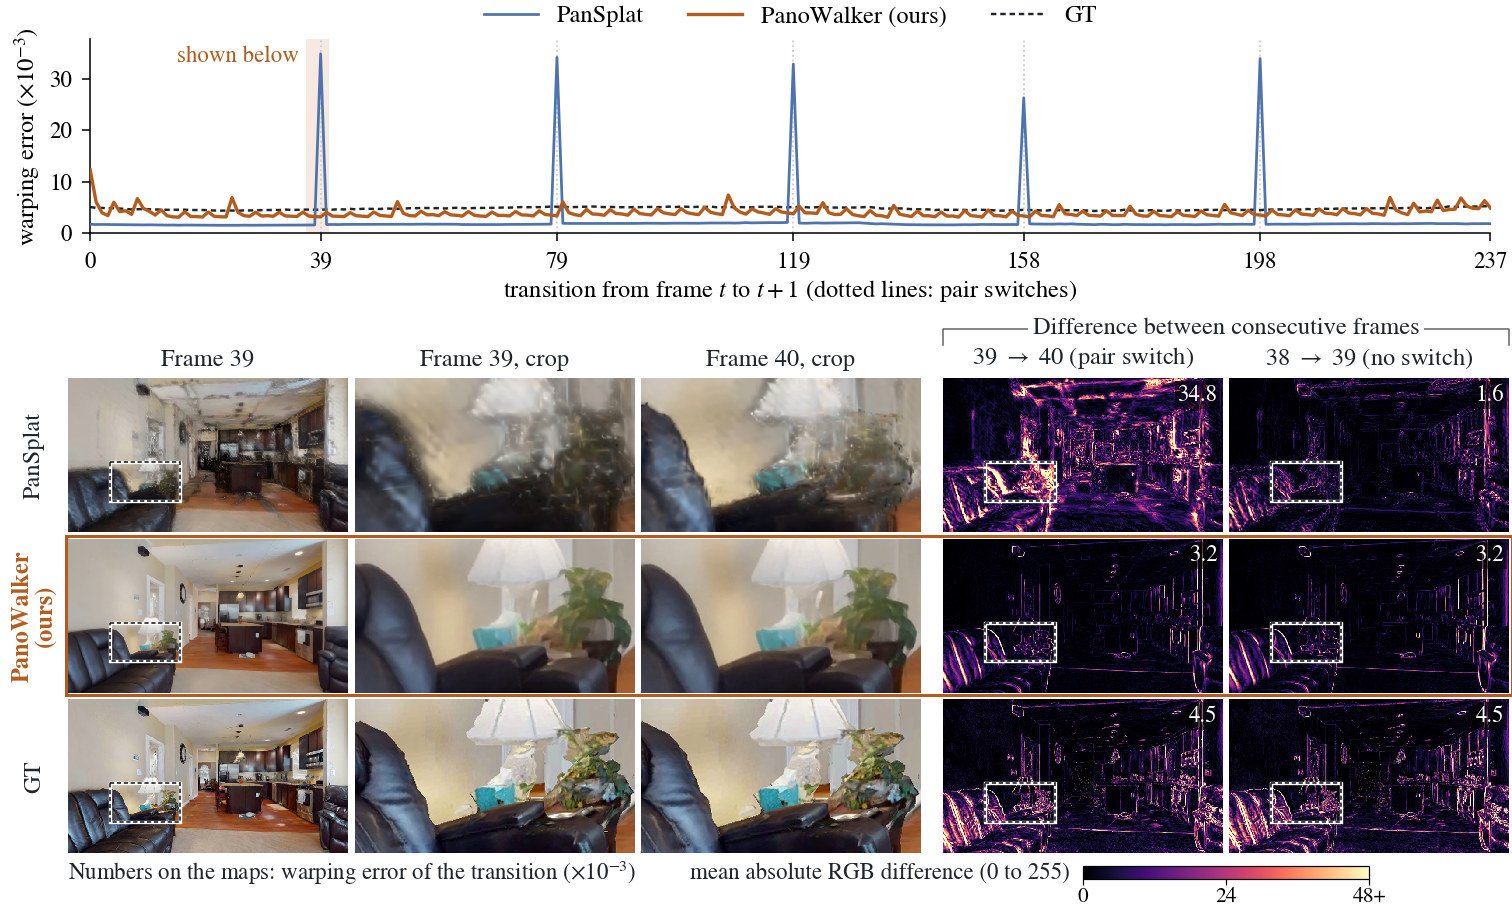 PanSplat
PanoWalker (ours)
GT
warping error (×10⁻³)
30
20
10
0
shown below
0
39
79
119
158
198
237
transition from frame t to t + 1 (dotted lines: pair switches)
Difference between consecutive frames
Frame 39
Frame 39, crop
Frame 40, crop
39 → 40 (pair switch)
38 → 39 (no switch)
PanSplat
34.8
1.6
PanoWalker
(ours)
3.2
3.2
GT
4.5
4.5
Numbers on the maps: warping error of the transition (×10⁻³)
mean absolute RGB difference (0 to 255)
0
24
48+